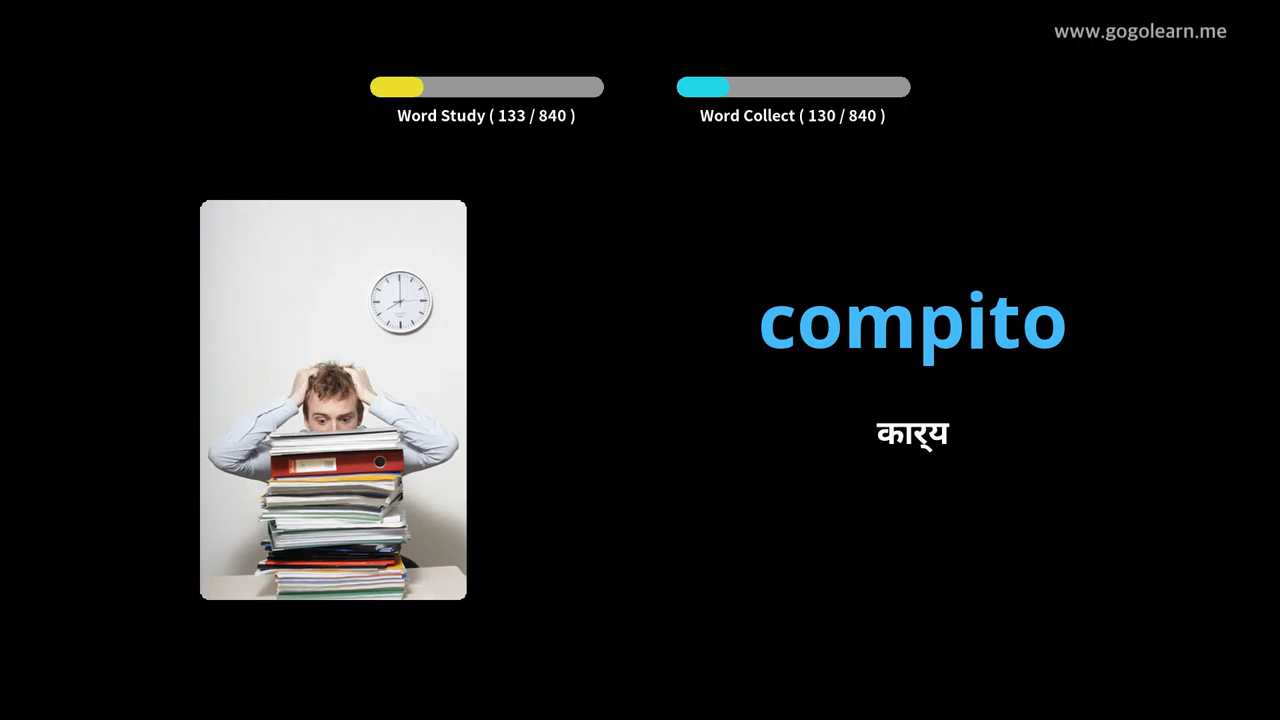 www.gogolearn.me
Word Study ( 133 / 840 )
Word Collect ( 130 / 840 )
compito
कार्य